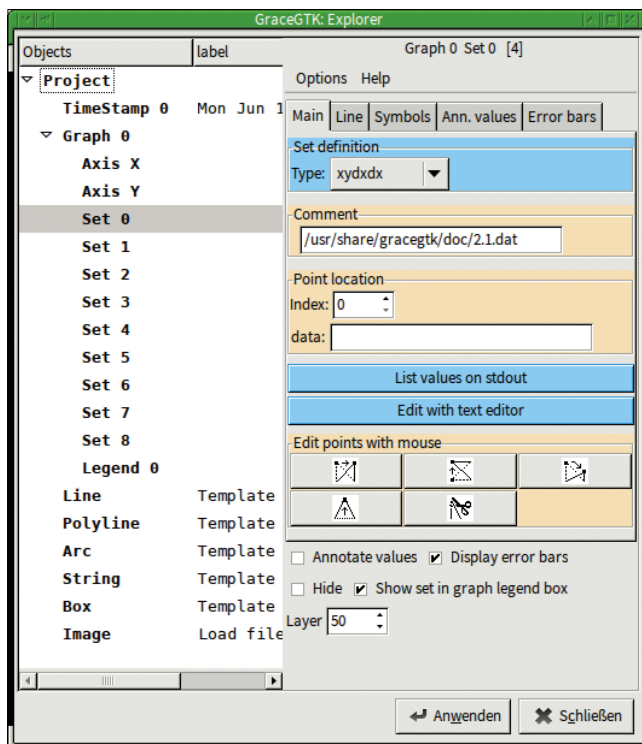 GraceGTK: Explorer
Objects label
Project
TimeStamp 0 Mon Jun 1
Graph 0
Axis X
Axis Y
Set 0
Set 1
Set 2
Set 3
Set 4
Set 5
Set 6
Set 7
Set 8
Legend 0
Line Template
Polyline Template
Arc Template
String Template
Box Template
Image Load file
Graph 0 Set 0 [4]
Options Help
Main Line Symbols Ann. values Error bars
Set definition
Type: xydxdx
Comment
/usr/share/gracegtk/doc/2.1.dat
Point location
Index: 0
data:
List values on stdout
Edit with text editor
Edit points with mouse
Annotate values Display error bars
Hide Show set in graph legend box
Layer 50
Anwenden Schließen